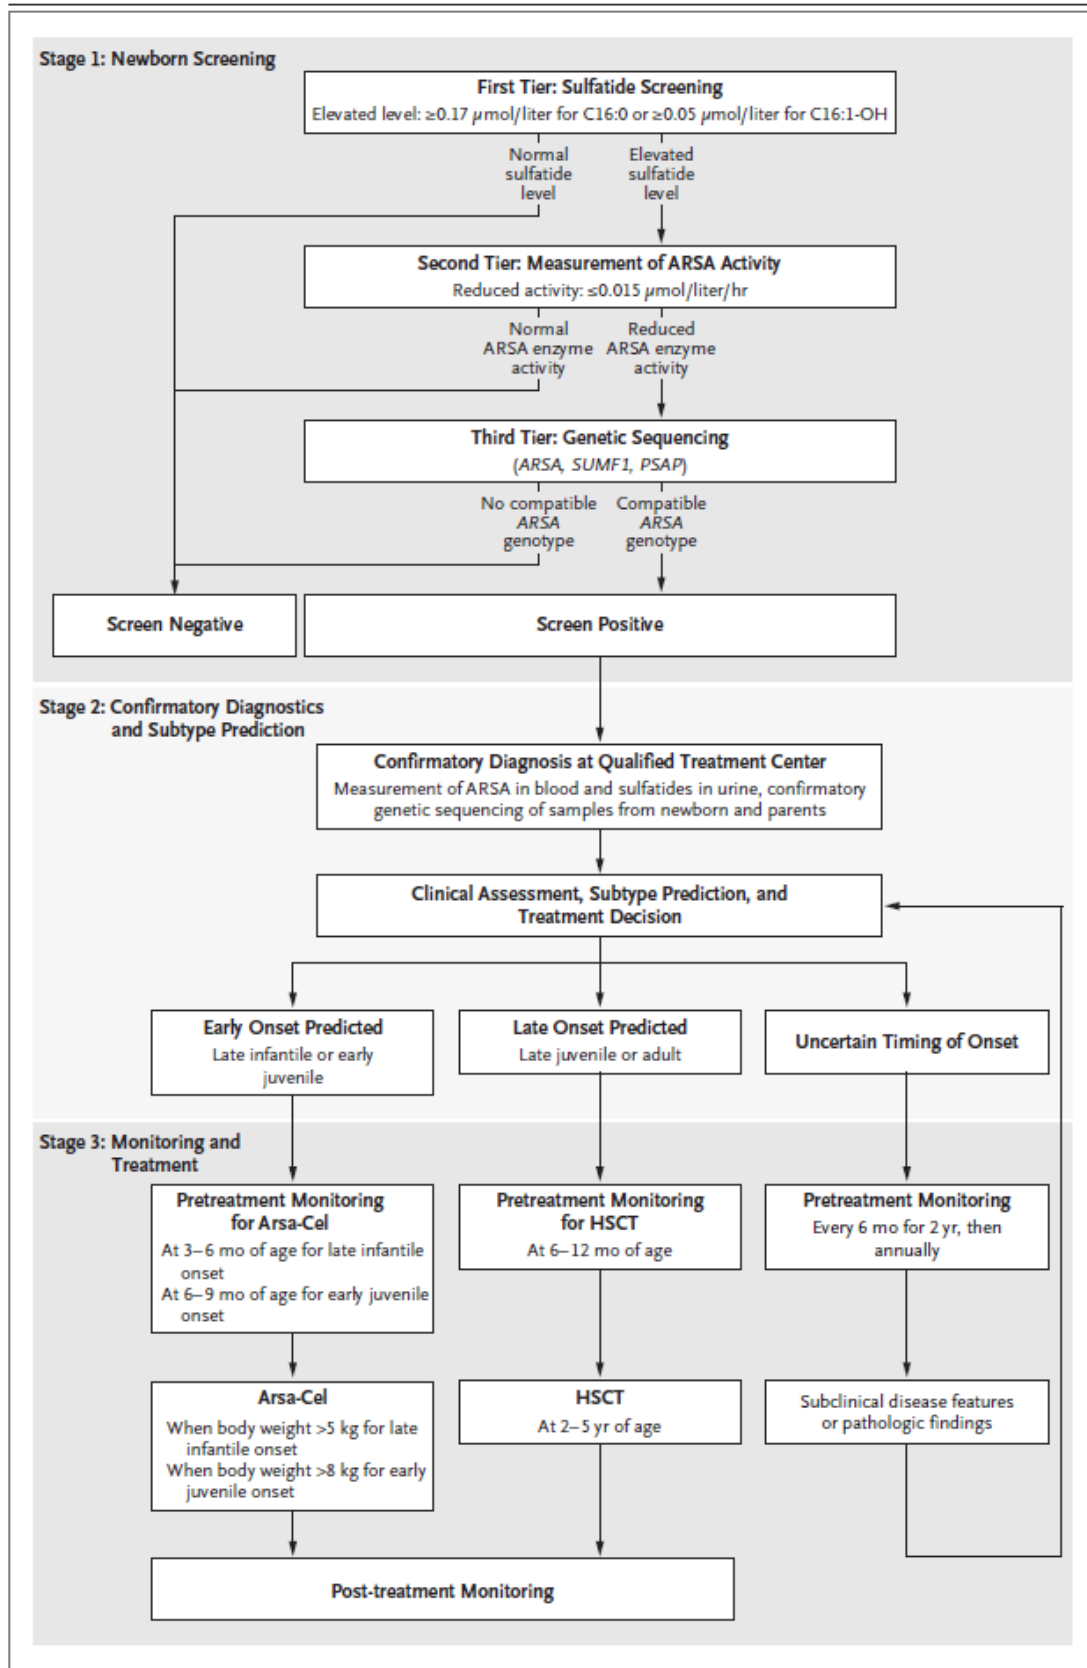 Stage 1: Newborn Screening
First Tier: Sulfatide Screening
Elevated level: ≥0.17 μmol/liter for C16:0 or ≥0.05 μmol/liter for C16:1-OH
Normal
sulfatide
level
Elevated
sulfatide
level
Second Tier: Measurement of ARSA Activity
Reduced activity: ≤0.015 μmol/liter/hr
Normal
ARSA enzyme
activity
Reduced
ARSA enzyme
activity
Third Tier: Genetic Sequencing
(ARSA, SUMF1, PSAP)
No compatible
ARSA
genotype
Compatible
ARSA
genotype
Screen Negative
Screen Positive
Stage 2: Confirmatory Diagnostics
and Subtype Prediction
Confirmatory Diagnosis at Qualified Treatment Center
Measurement of ARSA in blood and sulfatides in urine, confirmatory
genetic sequencing of samples from newborn and parents
Clinical Assessment, Subtype Prediction, and
Treatment Decision
Early Onset Predicted
Late infantile or early
juvenile
Late Onset Predicted
Late juvenile or adult
Uncertain Timing of Onset
Stage 3: Monitoring and
Treatment
Pretreatment Monitoring
for Arsa-Cel
At 3–6 mo of age for late infantile
onset
At 6–9 mo of age for early juvenile
onset
Pretreatment Monitoring
for HSCT
At 6–12 mo of age
Pretreatment Monitoring
Every 6 mo for 2 yr, then
annually
Arsa-Cel
When body weight >5 kg for late
infantile onset
When body weight >8 kg for early
juvenile onset
HSCT
At 2–5 yr of age
Subclinical disease features
or pathologic findings
Post-treatment Monitoring